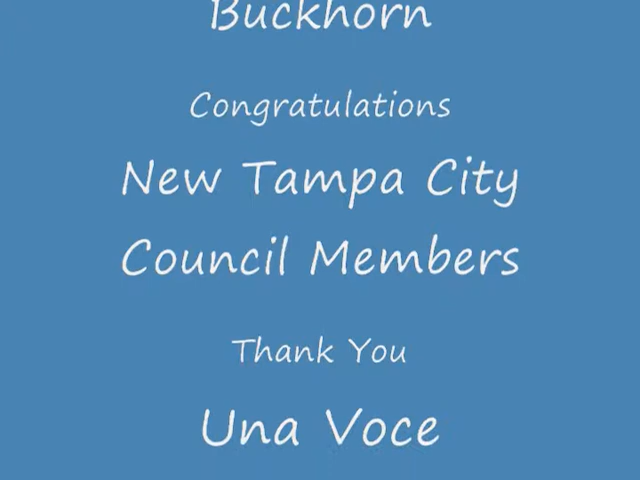 Buckhorn
Congratulations
New Tampa City
Council Members
Thank You
Una Voce